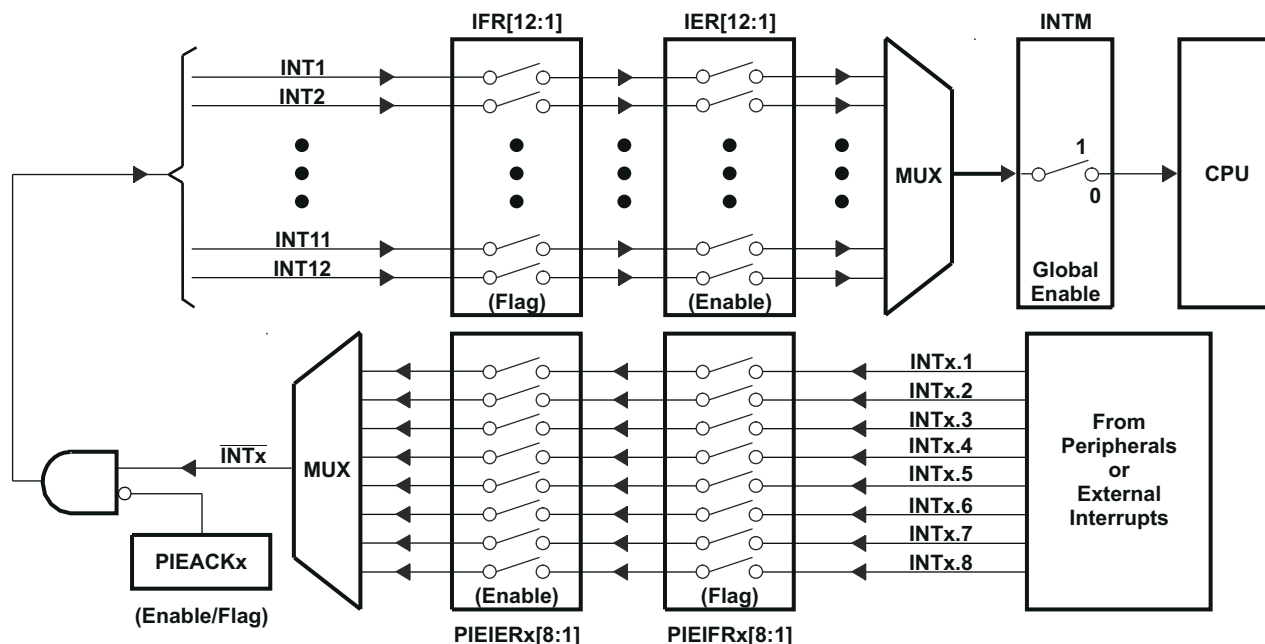 IFR[12:1]
IER[12:1]
INTM
INT1
INT2
INT11
INT12
(Flag)
(Enable)
MUX
1
0
Global
Enable
CPU
INTx.1
INTx.2
INTx.3
INTx.4
INTx.5
INTx.6
INTx.7
INTx.8
From
Peripherals
or
External
Interrupts
INTx
MUX
PIEACKx
(Enable/Flag)
(Enable)
(Flag)
PIEIERx[8:1]
PIEIFRx[8:1]